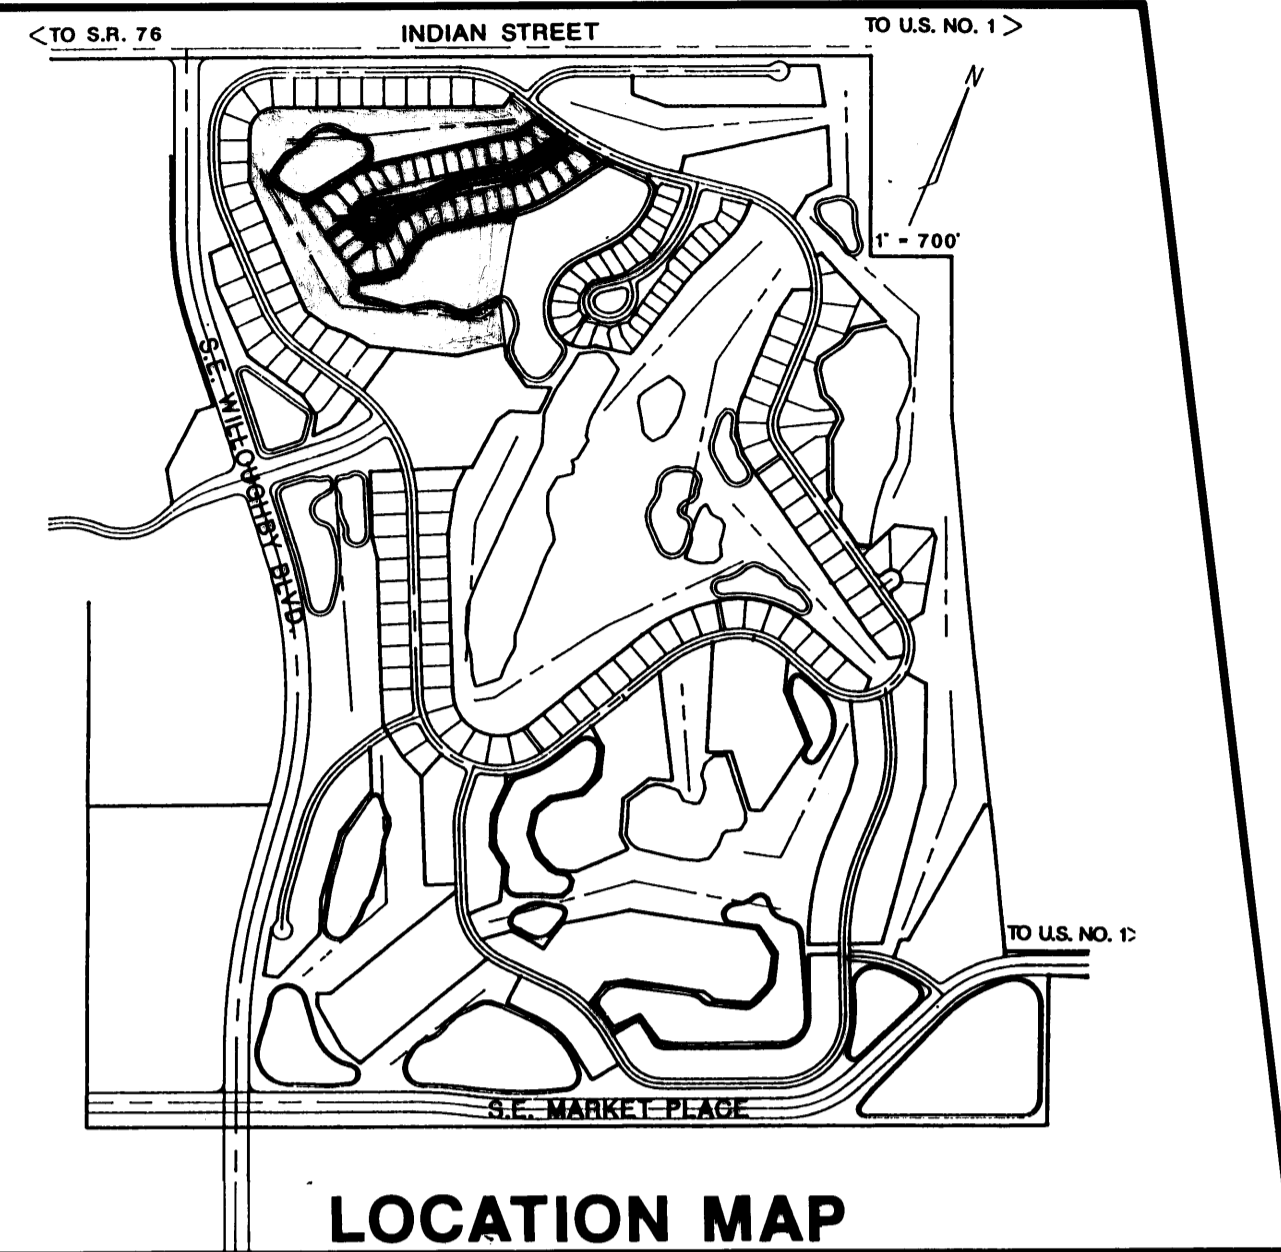 <TO S.R. 76
INDIAN STREET
TO U.S. NO. 1 >
N
1" = 700'
S.E. WILLOUGHBY BLVD.
TO U.S. NO. 1>
S.E. MARKET PLACE
LOCATION MAP